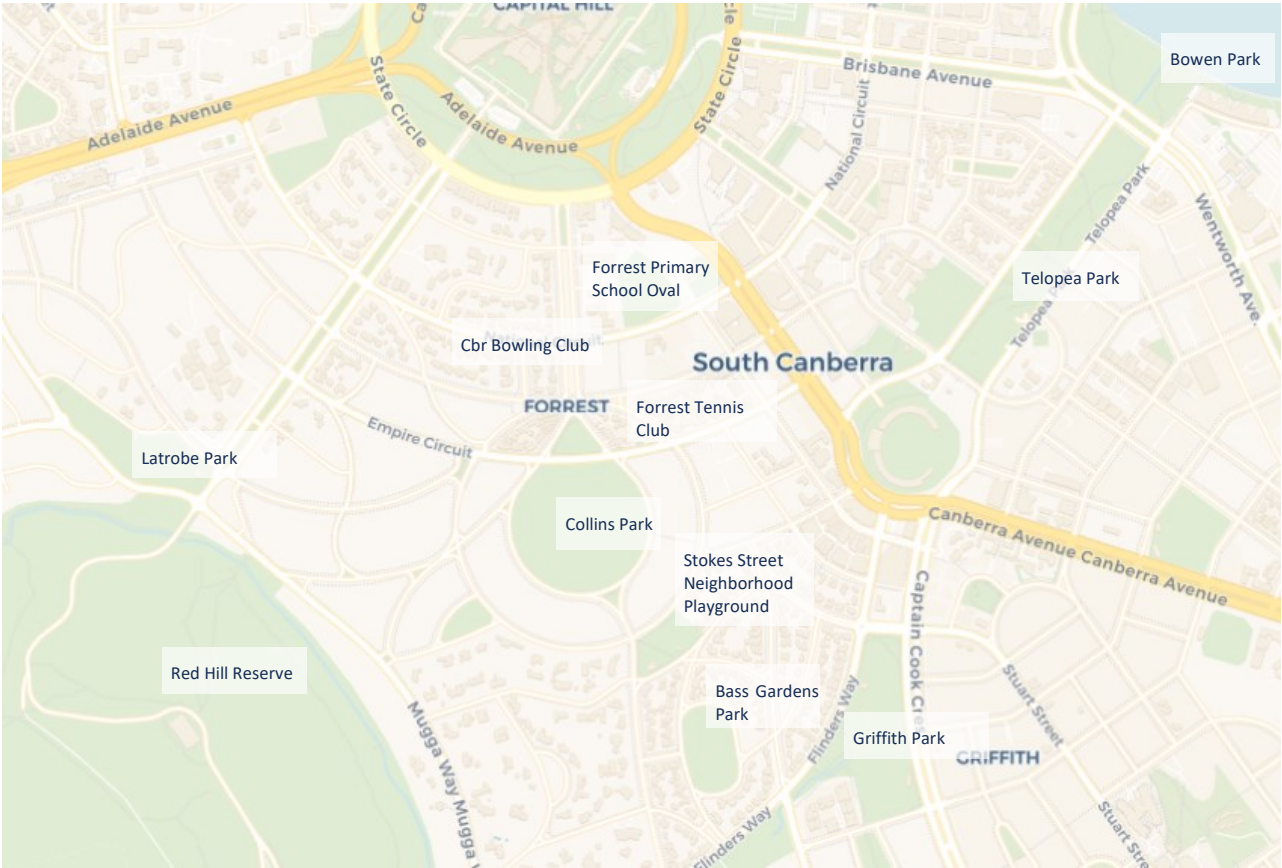 CAPITAL HILL
Bowen Park
Brisbane Avenue
State Circle
State Circle
Adelaide Avenue
Adelaide Avenue
National Circuit
Telopea Park
Wentworth Ave.
Forrest Primary
School Oval
Telopea Park
Cbr Bowling Club
South Canberra
FORREST
Forrest Tennis
Club
Empire Circuit
Latrobe Park
Collins Park
Canberra Avenue Canberra Avenue
Stokes Street
Neighborhood
Playground
Captain Cook Cres
Red Hill Reserve
Bass Gardens
Park
Stuart Street
Flinders Way
Griffith Park
GRIFFITH
Mugga Way Mugga
Flinders Way
Stuart Stre